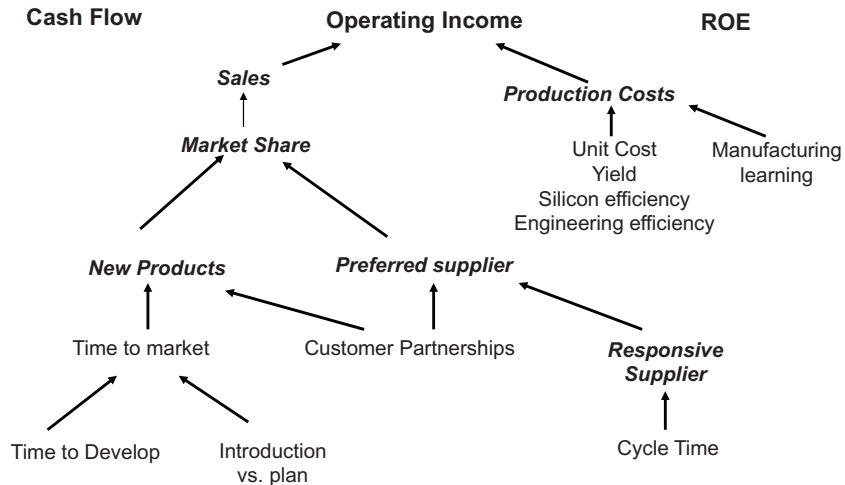 Cash Flow
Operating Income
ROE
Sales
Production Costs
Market Share
Unit Cost
Yield
Silicon efficiency
Engineering efficiency
Manufacturing
learning
New Products
Preferred supplier
Time to market
Customer Partnerships
Responsive
Supplier
Time to Develop
Introduction
vs. plan
Cycle Time